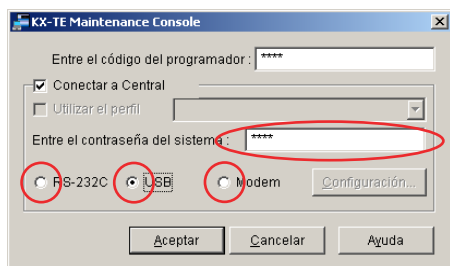 KX-TE Maintenance Console
Entre el código del programador : ****
Conectar a Central
Utilizar el perfil
Entre el contraseña del sistema : ****
RS-232C USB Modem Configuración...
Aceptar Cancelar Ayuda